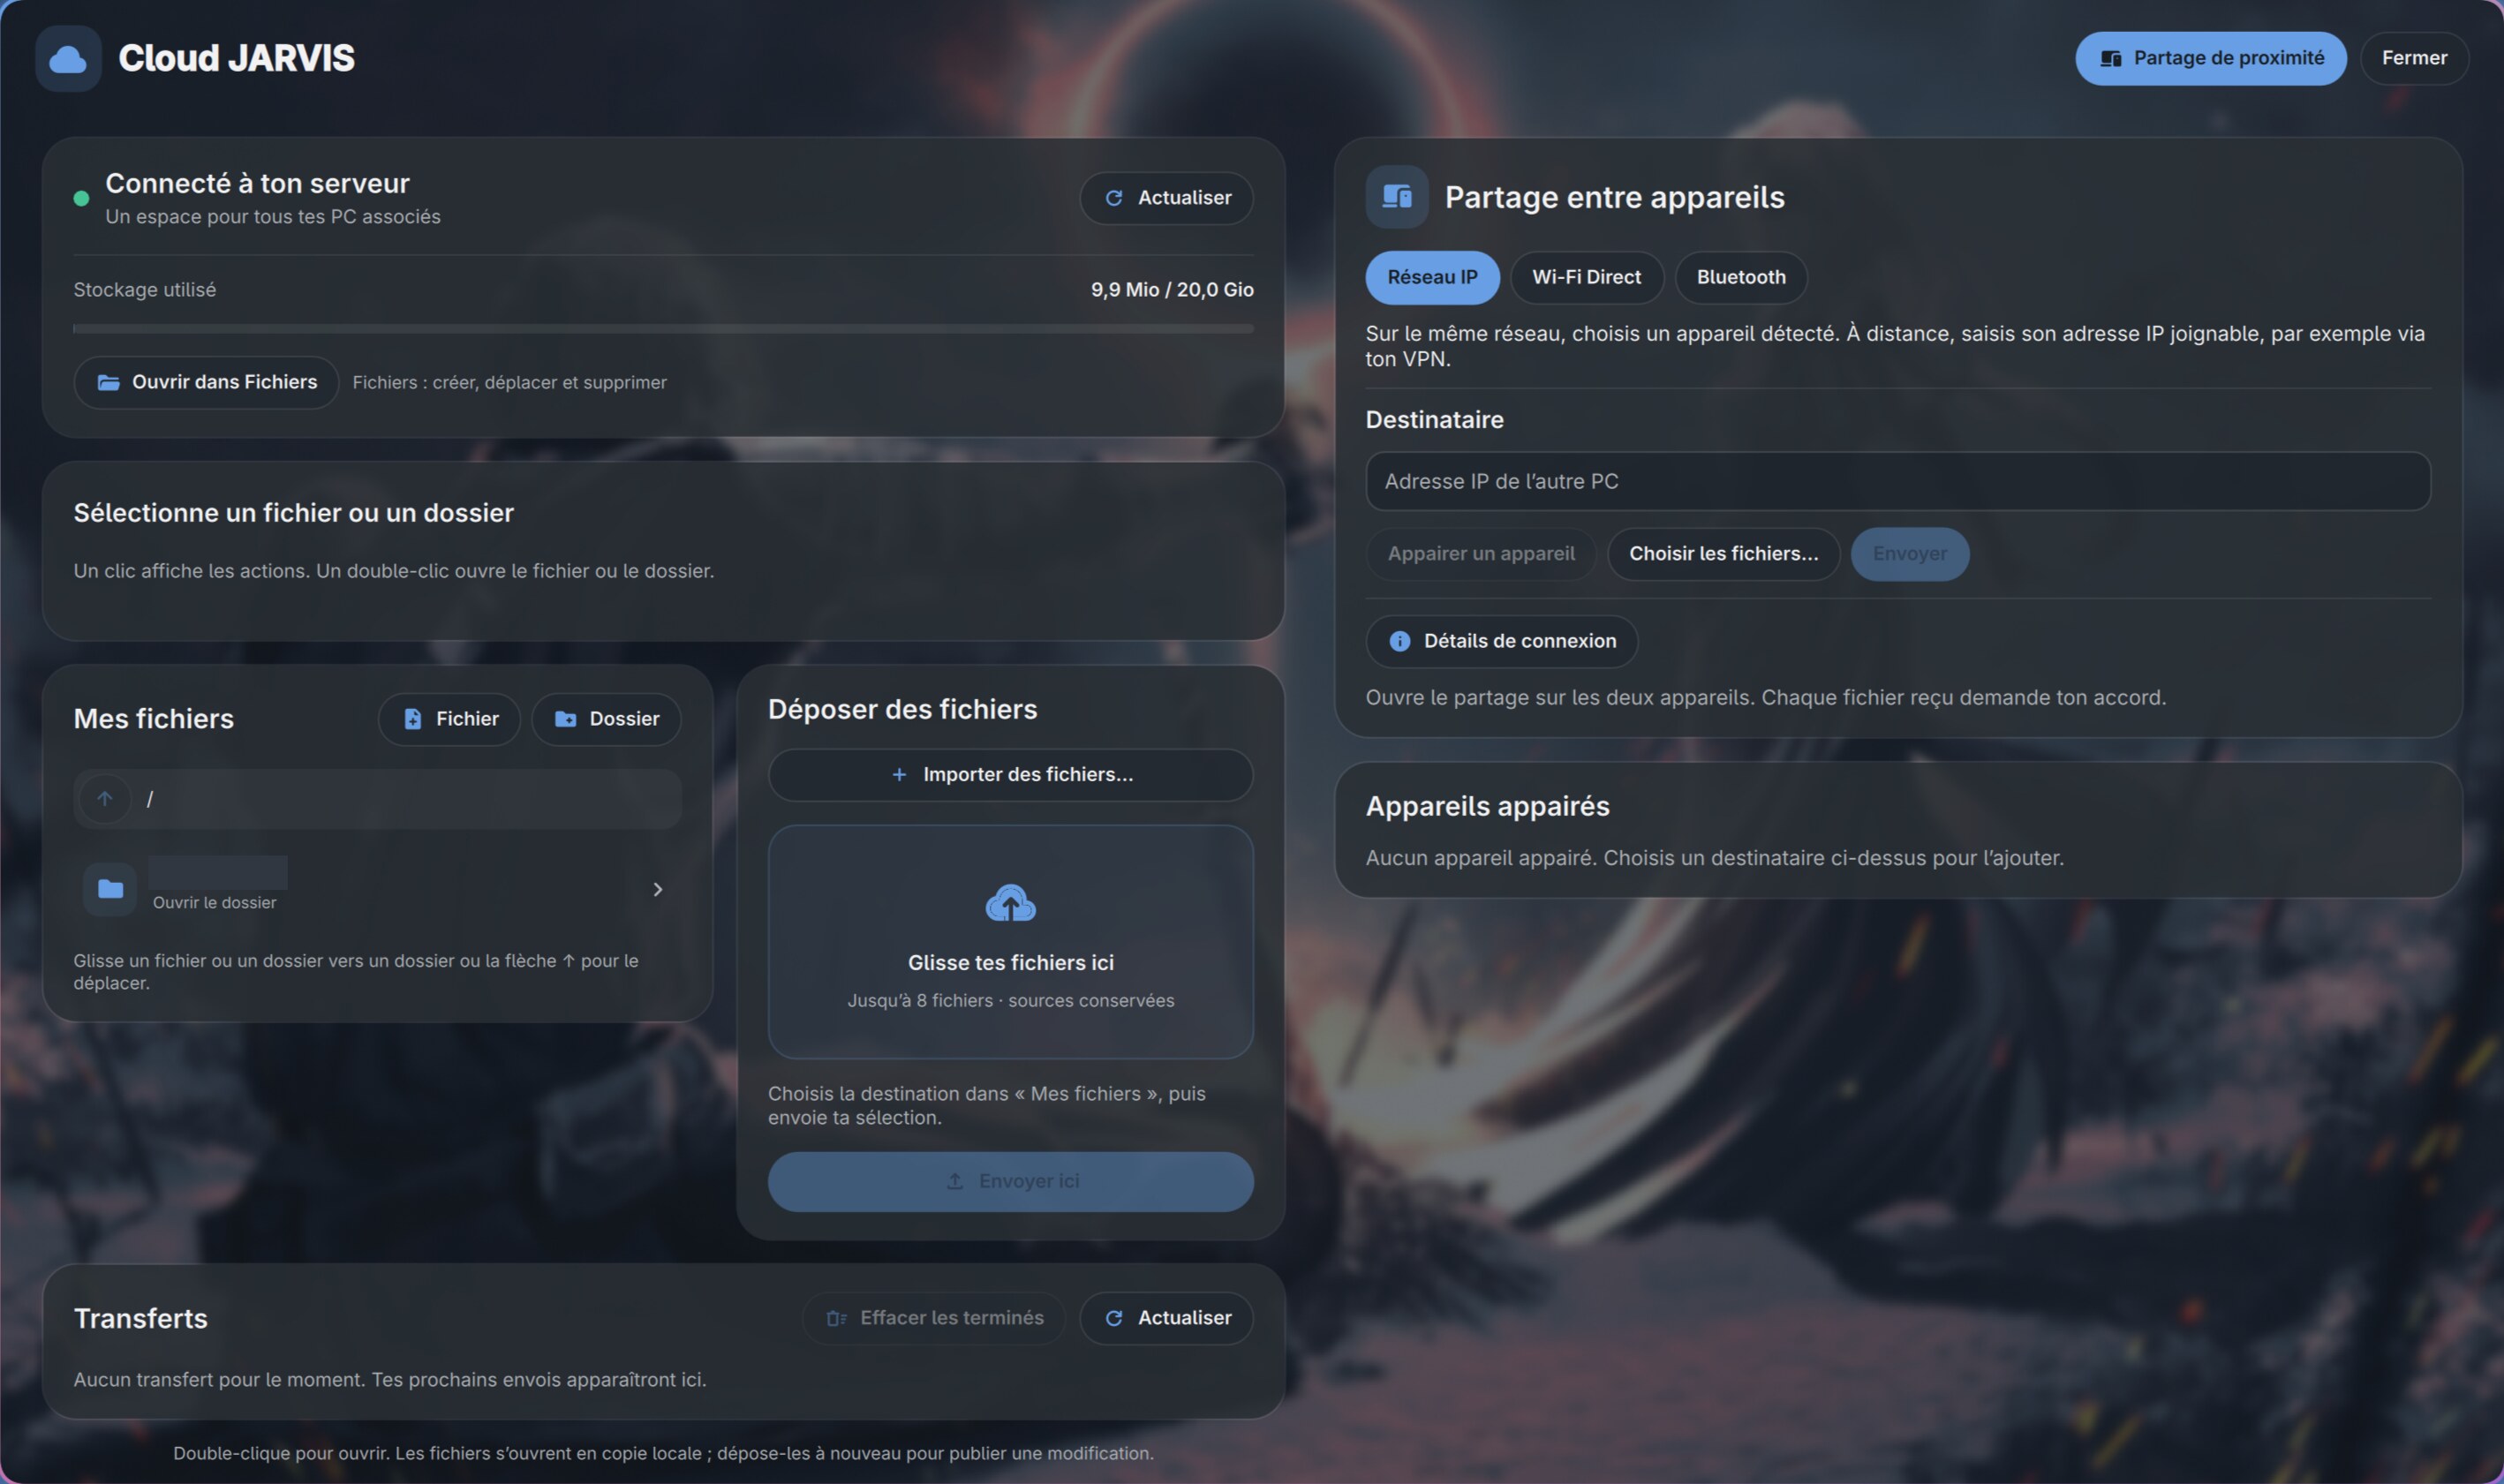 Cloud JARVIS
Partage de proximité
Fermer
Connecté à ton serveur
Un espace pour tous tes PC associés
Actualiser
Stockage utilisé
9,9 Mio / 20,0 Gio
Ouvrir dans Fichiers
Fichiers : créer, déplacer et supprimer
Sélectionne un fichier ou un dossier
Un clic affiche les actions. Un double-clic ouvre le fichier ou le dossier.
Mes fichiers
Fichier
Dossier
/
Ouvrir le dossier
Glisse un fichier ou un dossier vers un dossier ou la flèche ↑ pour le
déplacer.
Déposer des fichiers
Importer des fichiers...
Glisse tes fichiers ici
Jusqu’à 8 fichiers · sources conservées
Choisis la destination dans « Mes fichiers », puis
envoie ta sélection.
Envoyer ici
Transferts
Effacer les terminés
Actualiser
Aucun transfert pour le moment. Tes prochains envois apparaîtront ici.
Double-clique pour ouvrir. Les fichiers s’ouvrent en copie locale ; dépose-les à nouveau pour publier une modification.
Partage entre appareils
Réseau IP
Wi-Fi Direct
Bluetooth
Sur le même réseau, choisis un appareil détecté. À distance, saisis son adresse IP joignable, par exemple via
ton VPN.
Destinataire
Adresse IP de l’autre PC
Appairer un appareil
Choisir les fichiers...
Envoyer
Détails de connexion
Ouvre le partage sur les deux appareils. Chaque fichier reçu demande ton accord.
Appareils appairés
Aucun appareil appairé. Choisis un destinataire ci-dessus pour l’ajouter.